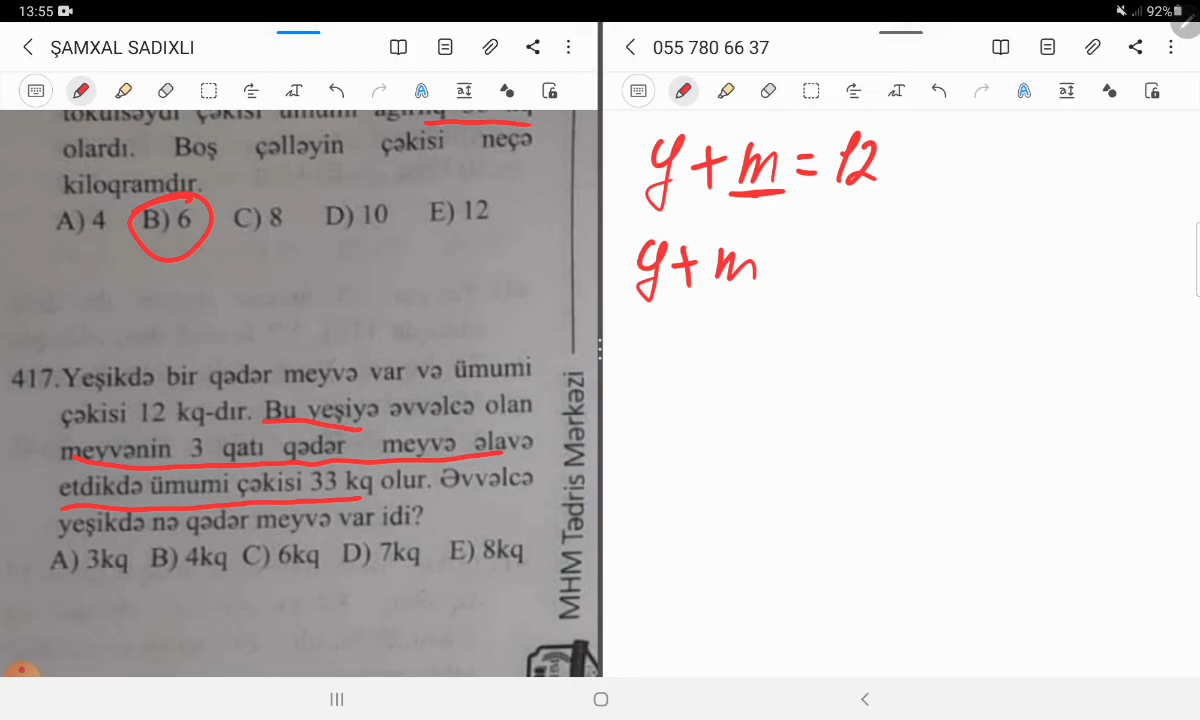 13:55
92%
ŞAMXAL SADIXLI
olardı. Boş çəlləyin çəkisi neçə
kiloqramdır.
A) 4 B) 6 C) 8 D) 10 E) 12
417. Yeşikdə bir qədər meyvə var və ümumi
çəkisi 12 kq-dır. Bu yeşiyə əvvəlcə olan
meyvənin 3 qatı qədər meyvə əlavə
etdikdə ümumi çəkisi 33 kq olur. Əvvəlcə
yeşikdə nə qədər meyvə var idi?
A) 3kq B) 4kq C) 6kq D) 7kq E) 8kq
MHM Tədris Mərkəzi
055 780 66 37
y + m = 12
y + m